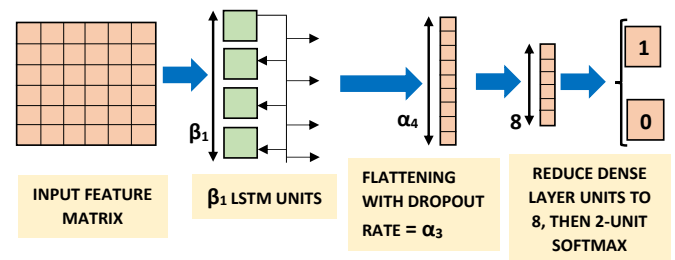 β1
α4
8
1
0
INPUT FEATURE
MATRIX
β1 LSTM UNITS
FLATTENING
WITH DROPOUT
RATE = α3
REDUCE DENSE
LAYER UNITS TO
8, THEN 2-UNIT
SOFTMAX